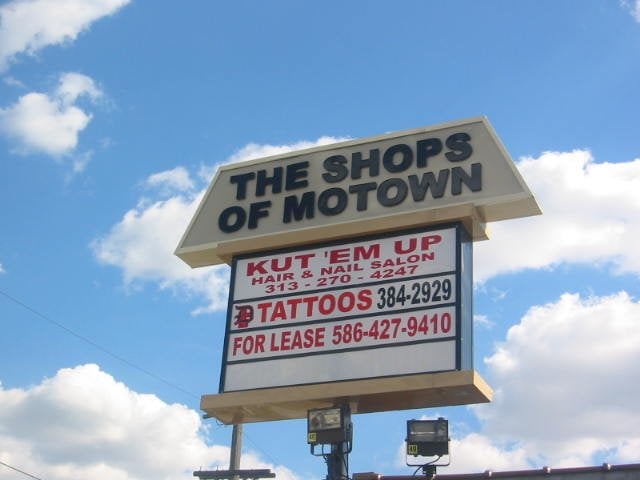 THE SHOPS
OF MOTOWN
KUT 'EM UP
HAIR & NAIL SALON
313 - 270 - 4247
TATTOOS 384-2929
FOR LEASE 586-427-9410